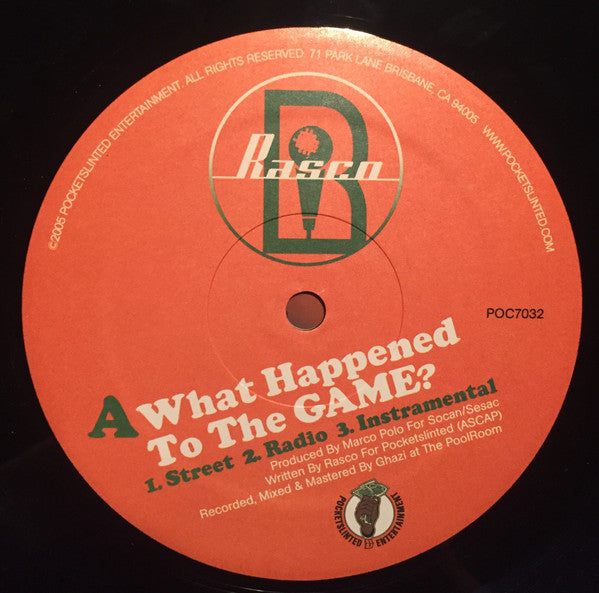 ©2005 POCKETSLINTED ENTERTAINMENT. ALL RIGHTS RESERVED 71 PARK LANE BRISBANE, CA 94005 WWW.POCKETSLINTED.COM
B
Rasco
POC7032
A What Happened
To The GAME?
1. Street 2. Radio 3. Instramental
Produced By Marco Polo For Socan/Sesac
Written By Rasco For Pocketslinted (ASCAP)
Recorded, Mixed & Mastered By Ghazi at The PoolRoom
POCKETSLINTED ENTERTAINMENT